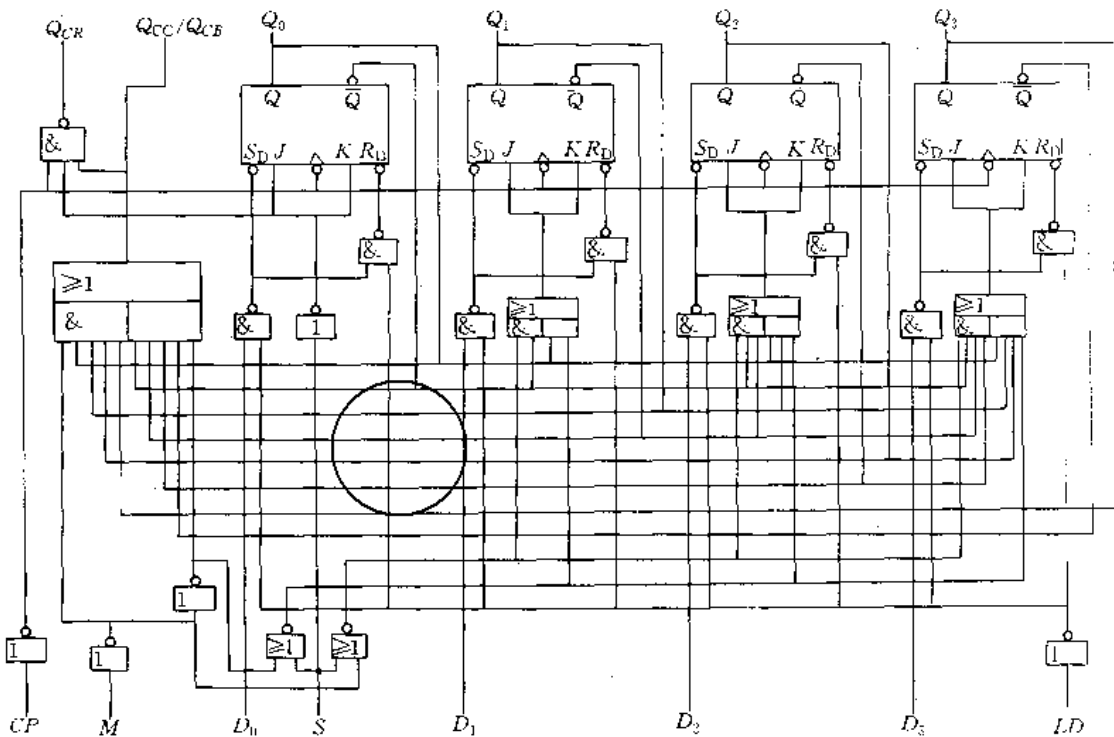 Q_CR Q_CC/Q_CB Q_0 Q_1 Q_2 Q_3
Q Q̅ Q Q̅ Q Q̅ Q Q̅
&
S_D J K R_D S_D J K R_D S_D J K R_D S_D J K R_D
& & & &
≥1
&
& 1 & ≥1 & & ≥1 & & ≥1 &
1
1 1 ≥1 ≥1 1
CP M D_0 S D_1 D_2 D_3 LD